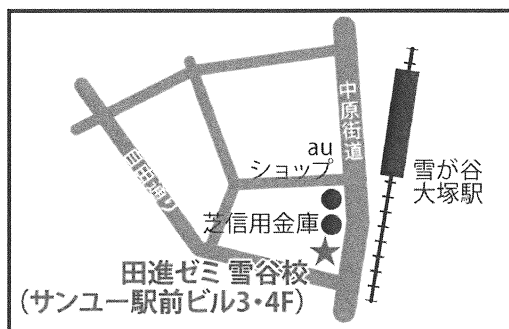 中原街道
au
ショップ
雪が谷
大塚駅
芝信用金庫
田進ゼミ 雪谷校
(サンユー駅前ビル3・4F)